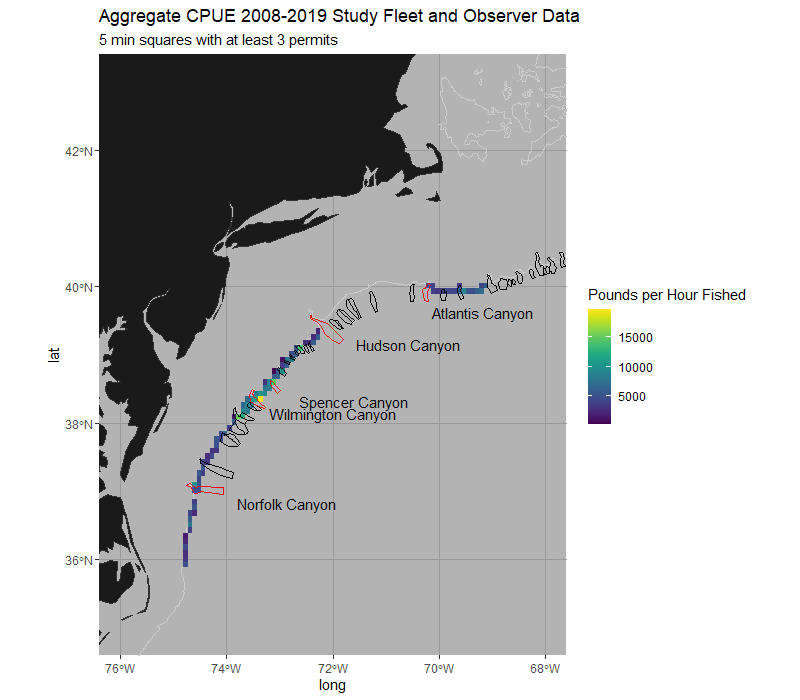 Aggregate CPUE 2008-2019 Study Fleet and Observer Data
5 min squares with at least 3 permits
42°N
40°N
38°N
36°N
lat
Atlantis Canyon
Hudson Canyon
Spencer Canyon
Wilmington Canyon
Norfolk Canyon
76°W
74°W
72°W
70°W
68°W
long
Pounds per Hour Fished
15000
10000
5000